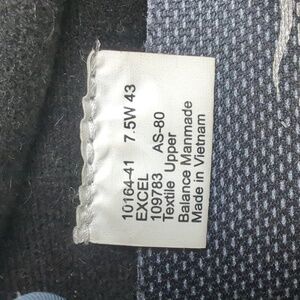 10164-41 7.5W 43
EXCEL
109783 AS-80
Textile Upper
Balance Manmade
Made in Vietnam